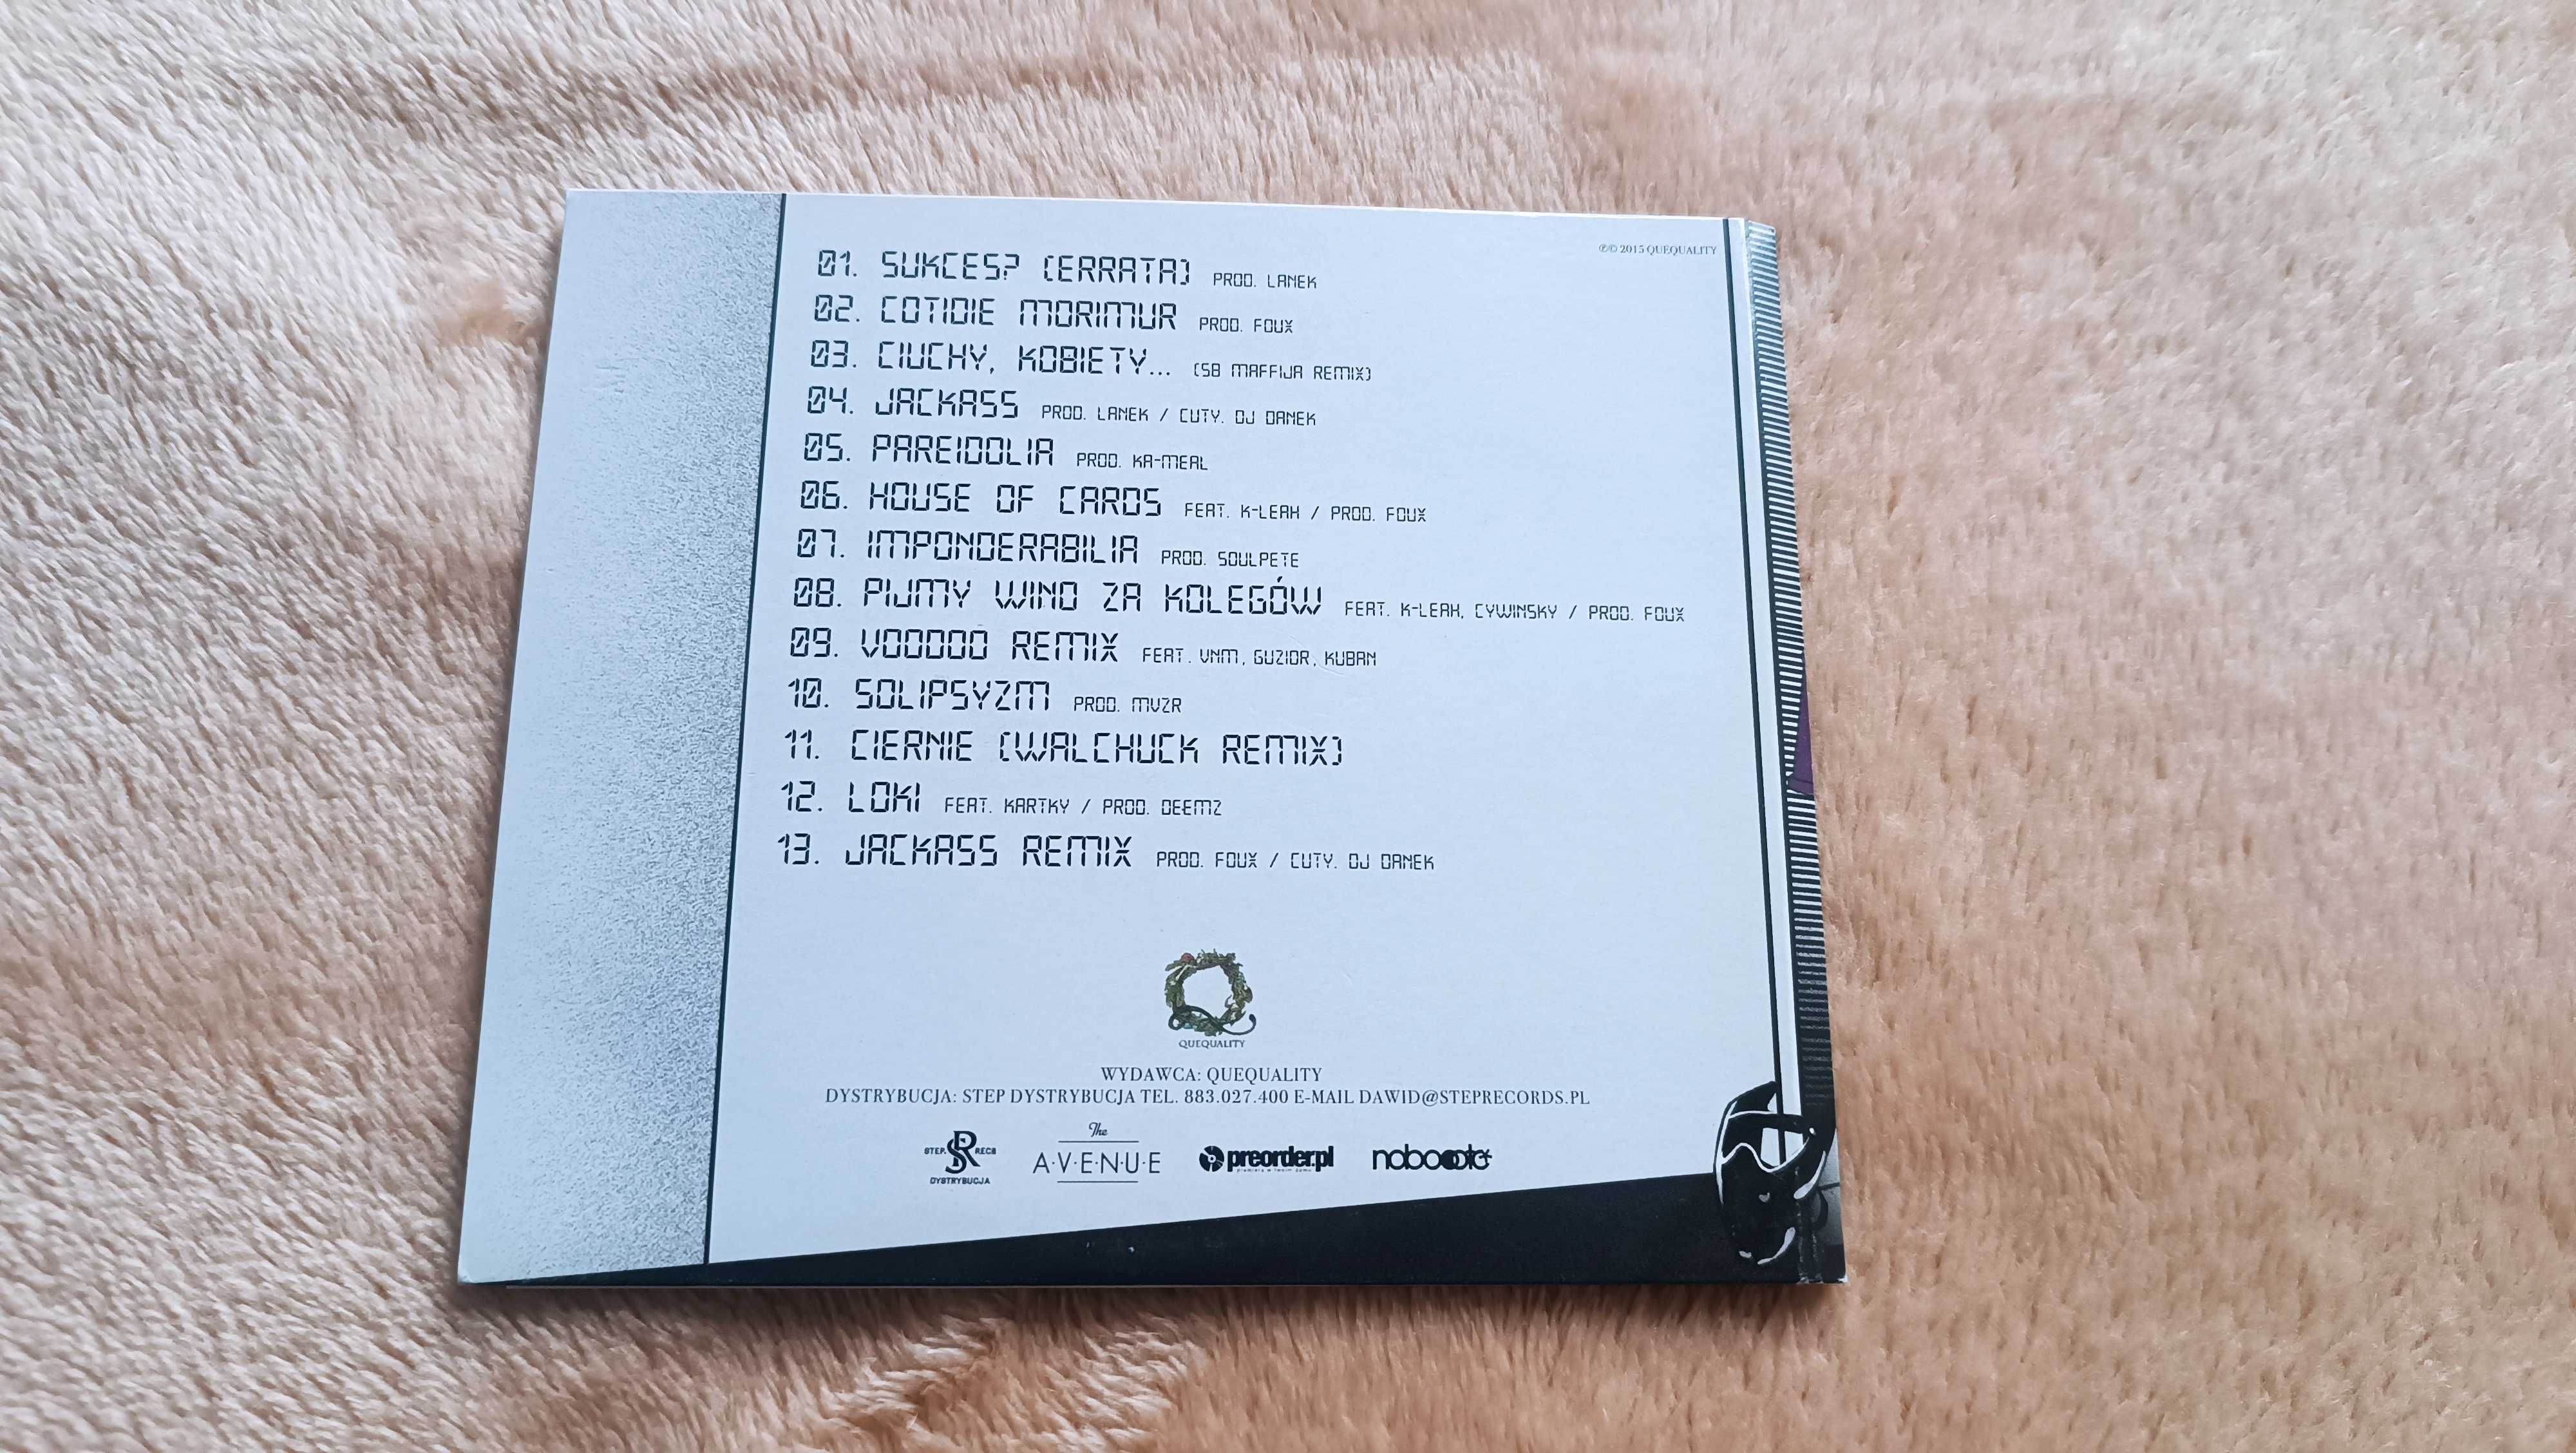 ℗© 2015 QUEQUALITY
01. SUKCES? (ERRATA) PROD. LANEK
02. COTIDIE MORIMUR PROD. FOUX
03. CIUCHY, KOBIETY... (SB MAFFIJA REMIX)
04. JACKASS PROD. LANEK / CUTY. DJ DANEK
05. PAREIDOLIA PROD. KA-MEAL
06. HOUSE OF CARDS FEAT. K-LEAH / PROD. FOUX
07. IMPONDERABILIA PROD. SOULPETE
08. PIJMY WINO ZA KOLEGÓW FEAT. K-LEAH, CYWINSKY / PROD. FOUX
09. VOODOO REMIX FEAT. VNM, GUZIOR, KUBAN
10. SOLIPSYZM PROD. MVZR
11. CIERNIE (WALCHUCK REMIX)
12. LOKI FEAT. KARTKY / PROD. DEEMZ
13. JACKASS REMIX PROD. FOUX / CUTY. DJ DANEK
QUEQUALITY
WYDAWCA: QUEQUALITY
DYSTRYBUCJA: STEP DYSTRYBUCJA TEL. 883.027.400 E-MAIL DAWID@STEPRECORDS.PL
STEP. SR RECS
DYSTRYBUCJA
The
A·V·E·N·U·E
preorder.pl